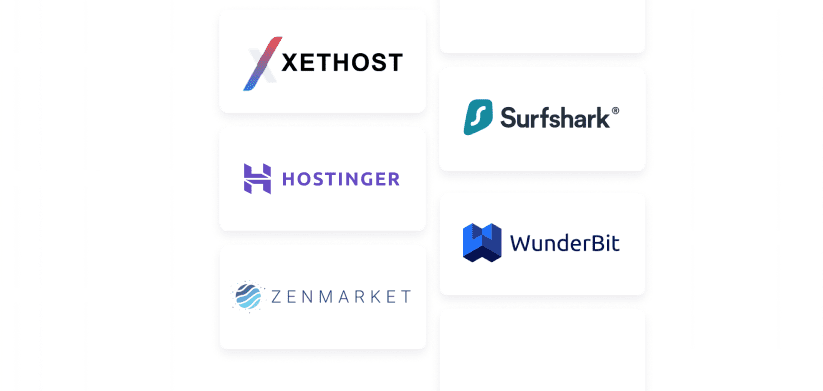 XETHOST
HOSTINGER
ZENMARKET
Surfshark®
WunderBit